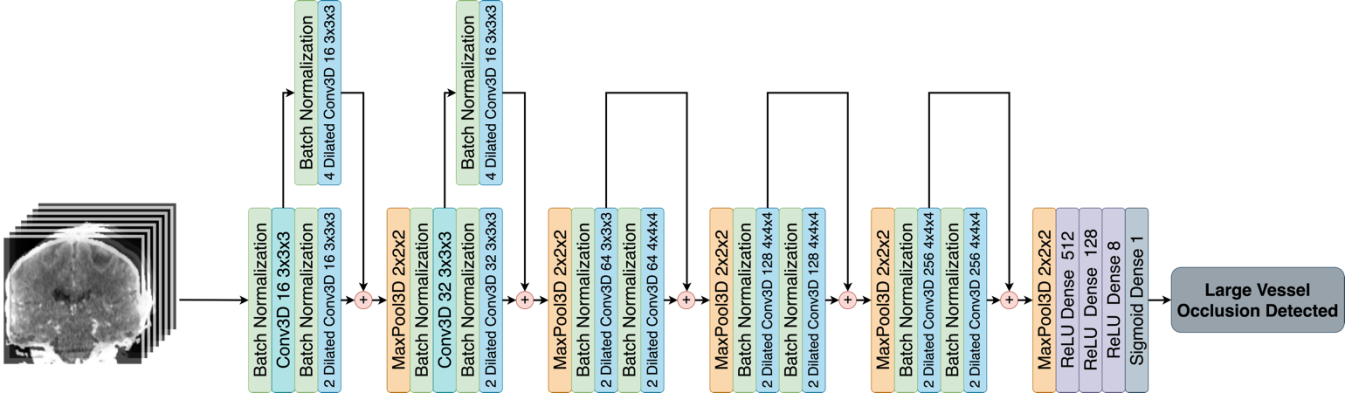 Batch Normalization
4 Dilated Conv3D 16 3x3x3
Batch Normalization
4 Dilated Conv3D 16 3x3x3
Batch Normalization
Conv3D 16 3x3x3
Batch Normalization
2 Dilated Conv3D 16 3x3x3
+
MaxPool3D 2x2x2
Batch Normalization
Conv3D 32 3x3x3
Batch Normalization
2 Dilated Conv3D 32 3x3x3
+
MaxPool3D 2x2x2
Batch Normalization
2 Dilated Conv3D 64 3x3x3
Batch Normalization
2 Dilated Conv3D 64 4x4x4
+
MaxPool3D 2x2x2
Batch Normalization
2 Dilated Conv3D 128 4x4x4
Batch Normalization
2 Dilated Conv3D 128 4x4x4
+
MaxPool3D 2x2x2
Batch Normalization
2 Dilated Conv3D 256 4x4x4
Batch Normalization
2 Dilated Conv3D 256 4x4x4
+
MaxPool3D 2x2x2
ReLU Dense 512
ReLU Dense 128
ReLU Dense 8
Sigmoid Dense 1
Large Vessel
Occlusion Detected